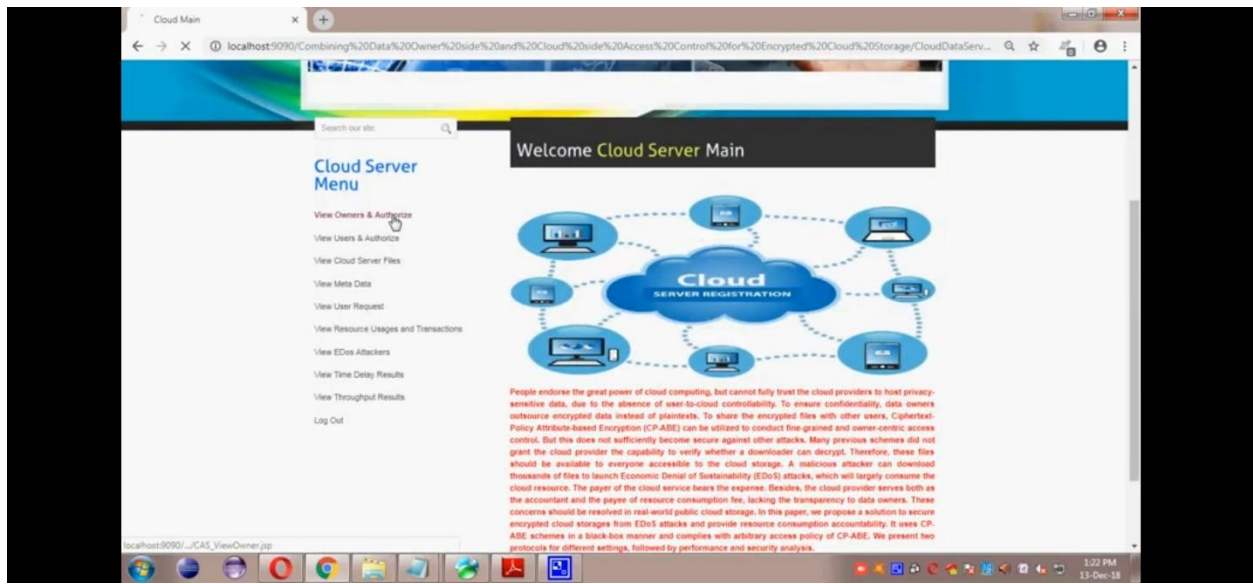 Cloud Main
localhost:9090/Combining%20Data%20Owner%20side%20and%20Cloud%20side%20Access%20Control%20for%20Encrypted%20Cloud%20Storage/CloudDataServ...
Search our site:
Welcome Cloud Server Main
Cloud Server
Menu
View Owners & Authorize
View Users & Authorize
View Cloud Server Files
View Meta Data
View User Request
View Resource Usages and Transactions
View EDos Attackers
View Time Delay Results
View Throughput Results
Log Out
Cloud
SERVER REGISTRATION
People endorse the great power of cloud computing, but cannot fully trust the cloud providers to host privacy-
sensitive data, due to the absence of user-to-cloud controllability. To ensure confidentiality, data owners
outsource encrypted data instead of plaintexts. To share the encrypted files with other users, Ciphertext-
Policy Attribute-based Encryption (CP-ABE) can be utilized to conduct fine-grained and owner-centric access
control. But this does not sufficiently become secure against other attacks. Many previous schemes did not
grant the cloud provider the capability to verify whether a downloader can decrypt. Therefore, these files
should be available to everyone accessible to the cloud storage. A malicious attacker can download
thousands of files to launch Economic Denial of Sustainability (EDoS) attacks, which will largely consume the
cloud resource. The payer of the cloud service bears the expense. Besides, the cloud provider serves both as
the accountant and the payee of resource consumption fee, lacking the transparency to data owners. These
concerns should be resolved in real-world public cloud storage. In this paper, we propose a solution to secure
encrypted cloud storages from EDoS attacks and provide resource consumption accountability. It uses CP-
ABE schemes in a black-box manner and complies with arbitrary access policy of CP-ABE. We present two
protocols for different settings, followed by performance and security analysis.
localhost:9090/.../CAS_ViewOwner.jsp
1:22 PM
13-Dec-18